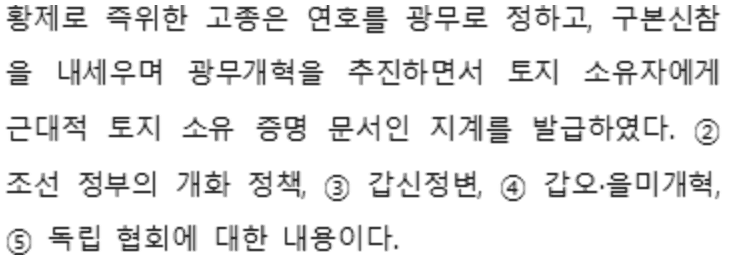 황제로 즉위한 고종은 연호를 광무로 정하고, 구본신참
을 내세우며 광무개혁을 추진하면서 토지 소유자에게
근대적 토지 소유 증명 문서인 지계를 발급하였다. ②
조선 정부의 개화 정책, ③ 갑신정변, ④ 갑오·을미개혁,
⑤ 독립 협회에 대한 내용이다.